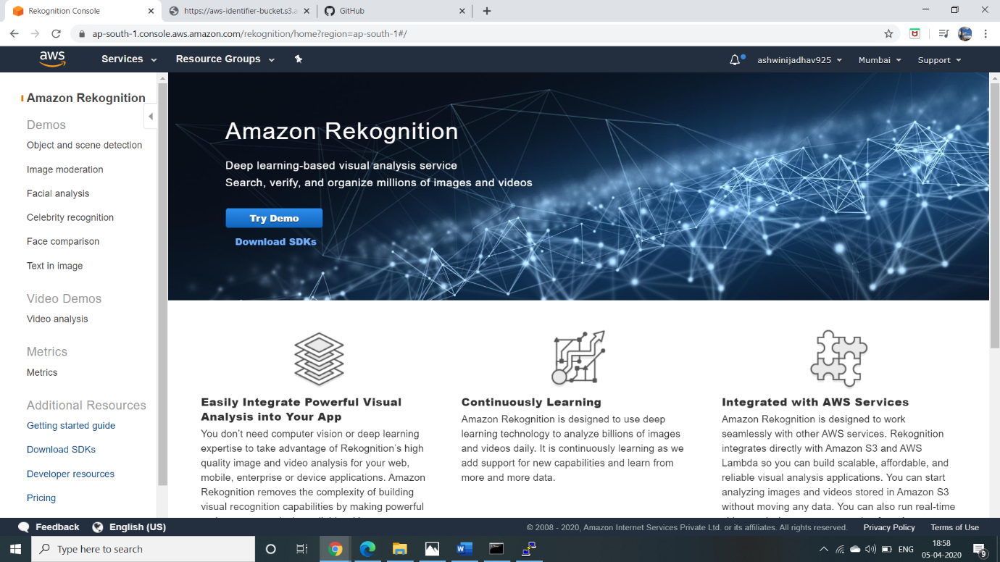 Rekognition Console
https://aws-identifier-bucket.s3.a
GitHub
ap-south-1.console.aws.amazon.com/rekognition/home?region=ap-south-1#/
aws
Services
Resource Groups
ashwinijadhav925
Mumbai
Support
Amazon Rekognition
Demos
Object and scene detection
Image moderation
Facial analysis
Celebrity recognition
Face comparison
Text in image
Video Demos
Video analysis
Metrics
Metrics
Additional Resources
Getting started guide
Download SDKs
Developer resources
Pricing
Amazon Rekognition
Deep learning-based visual analysis service
Search, verify, and organize millions of images and videos
Try Demo
Download SDKs
Easily Integrate Powerful Visual
Analysis into Your App
You don't need computer vision or deep learning
expertise to take advantage of Rekognition's high
quality image and video analysis for your web,
mobile, enterprise or device applications. Amazon
Rekognition removes the complexity of building
visual recognition capabilities by making powerful
Continuously Learning
Amazon Rekognition is designed to use deep
learning technology to analyze billions of images
and videos daily. It is continuously learning as we
add support for new capabilities and learn from
more and more data.
Integrated with AWS Services
Amazon Rekognition is designed to work
seamlessly with other AWS services. Rekognition
integrates directly with Amazon S3 and AWS
Lambda so you can build scalable, affordable, and
reliable visual analysis applications. You can start
analyzing images and videos stored in Amazon S3
without moving any data. You can also run real-time
Feedback
English (US)
© 2008 - 2020, Amazon Internet Services Private Ltd. or its affiliates. All rights reserved.
Privacy Policy
Terms of Use
Type here to search
ENG
18:58
05-04-2020
9